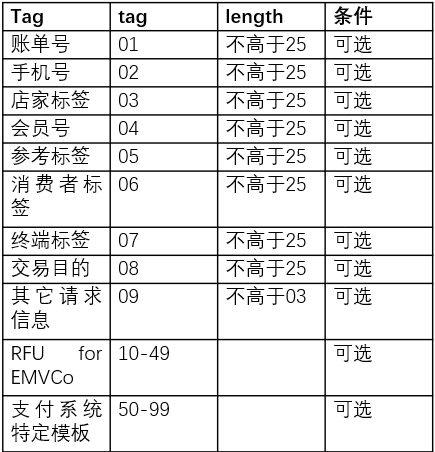 Tag tag length 条件
账单号 01 不高于25 可选
手机号 02 不高于25 可选
店家标签 03 不高于25 可选
会员号 04 不高于25 可选
参考标签 05 不高于25 可选
消费者标 06 不高于25 可选
签
终端标签 07 不高于25 可选
交易目的 08 不高于25 可选
其它请求 09 不高于03 可选
信息
RFU for 10-49 可选
EMVCo
支付系统 50-99 可选
特定模板